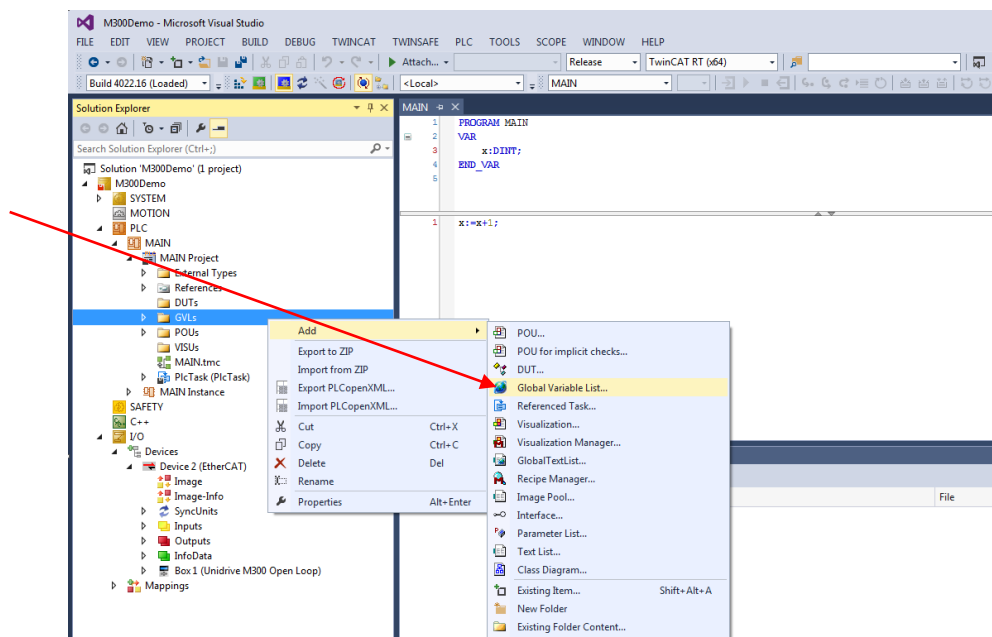 M300Demo - Microsoft Visual Studio
FILE EDIT VIEW PROJECT BUILD DEBUG TWINCAT TWINSAFE PLC TOOLS SCOPE WINDOW HELP
Attach... Release TwinCAT RT (x64)
Build 4022.16 (Loaded) <Local> MAIN
Solution Explorer
Search Solution Explorer (Ctrl+;)
Solution 'M300Demo' (1 project)
M300Demo
SYSTEM
MOTION
PLC
MAIN
MAIN Project
External Types
References
DUTs
GVLs
POUs
VISUs
MAIN.tmc
PlcTask (PlcTask)
MAIN Instance
SAFETY
C++
I/O
Devices
Device 2 (EtherCAT)
Image
Image-Info
SyncUnits
Inputs
Outputs
InfoData
Box 1 (Unidrive M300 Open Loop)
Mappings
MAIN
1 PROGRAM MAIN
2 VAR
3 x:DINT;
4 END_VAR
5
1 x:=x+1;
Add
Export to ZIP
Import from ZIP
Export PLCopenXML...
Import PLCopenXML...
Cut Ctrl+X
Copy Ctrl+C
Delete Del
Rename
Properties Alt+Enter
POU...
POU for implicit checks...
DUT...
Global Variable List...
Referenced Task...
Visualization...
Visualization Manager...
GlobalTextList...
Recipe Manager...
Image Pool...
Interface...
Parameter List...
Text List...
Class Diagram...
Existing Item... Shift+Alt+A
New Folder
Existing Folder Content...
File